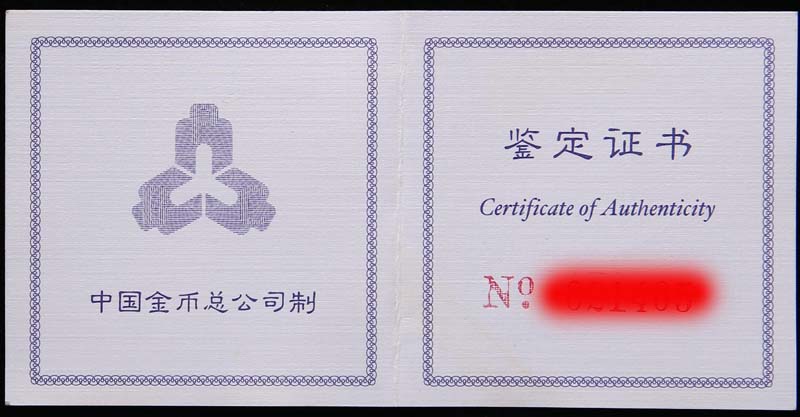 中国金币总公司制
鉴定证书
Certificate of Authenticity
№